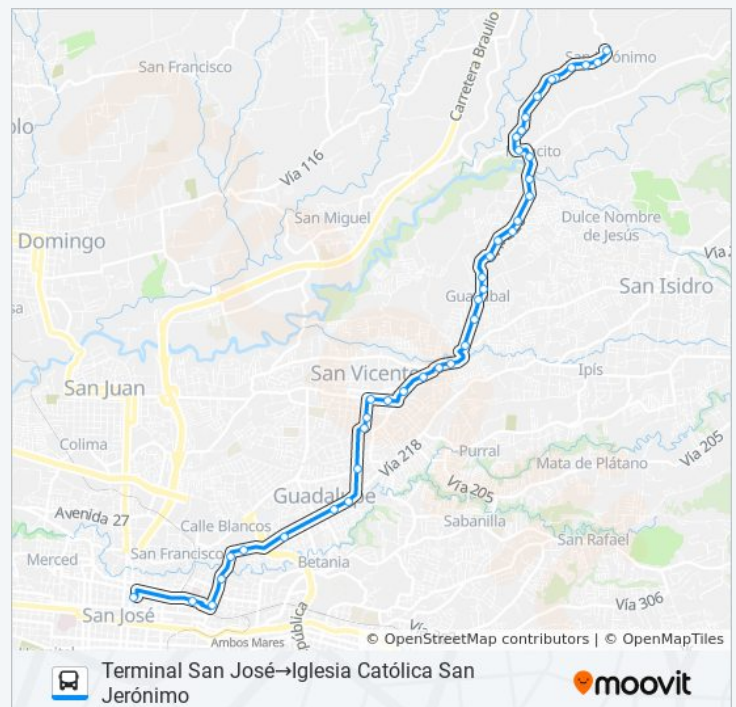 San Francisco
Carretera Braulio
Vía 116
San Miguel
Dulce Nombre
de Jesús
Domingo
San Isidro
San Vicente
Ipís
San Juan
Colima
Vía 218
Purral
Vía 205
Mata de Plátano
Vía 205
Guadalupe
Avenida 27
Calle Blancos
Sabanilla
San Rafael
Merced
San Francisco
Betania
Vía 306
San José
Ambos Mares
© OpenStreetMap contributors | © OpenMapTiles
Terminal San José→Iglesia Católica San
Jerónimo
moovit